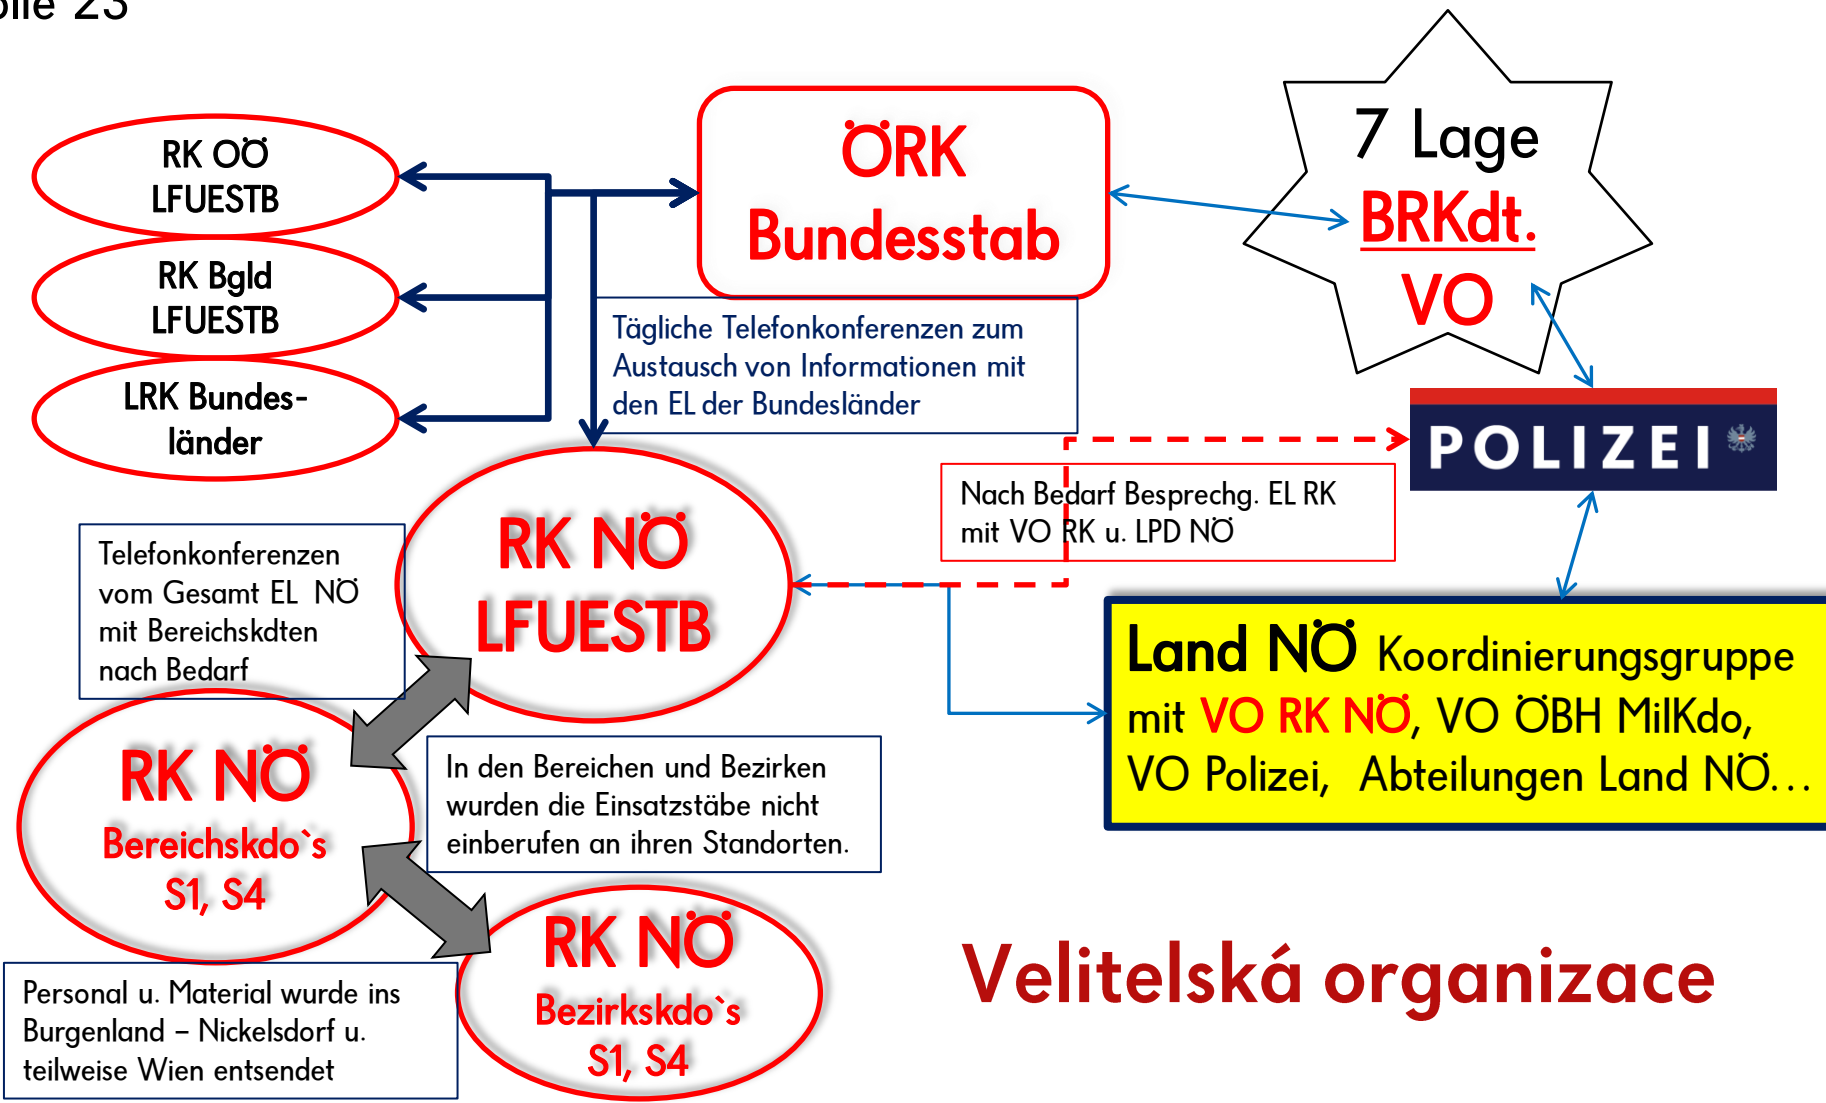 23
RK OÖ
LFUESTB
RK Bgld
LFUESTB
LRK Bundes-
länder
ÖRK
Bundesstab
7 Lage
BRKdt.
VO
Tägliche Telefonkonferenzen zum
Austausch von Informationen mit
den EL der Bundesländer
POLIZEI
Nach Bedarf Besprechg. EL RK
mit VO RK u. LPD NÖ
RK NÖ
LFUESTB
Telefonkonferenzen
vom Gesamt EL NÖ
mit Bereichskdten
nach Bedarf
Land NÖ Koordinierungsgruppe
mit VO RK NÖ, VO ÖBH MilKdo,
VO Polizei, Abteilungen Land NÖ...
RK NÖ
Bereichskdo`s
S1, S4
In den Bereichen und Bezirken
wurden die Einsatzstäbe nicht
einberufen an ihren Standorten.
RK NÖ
Bezirkskdo`s
S1, S4
Personal u. Material wurde ins
Burgenland – Nickelsdorf u.
teilweise Wien entsendet
Velitelská organizace